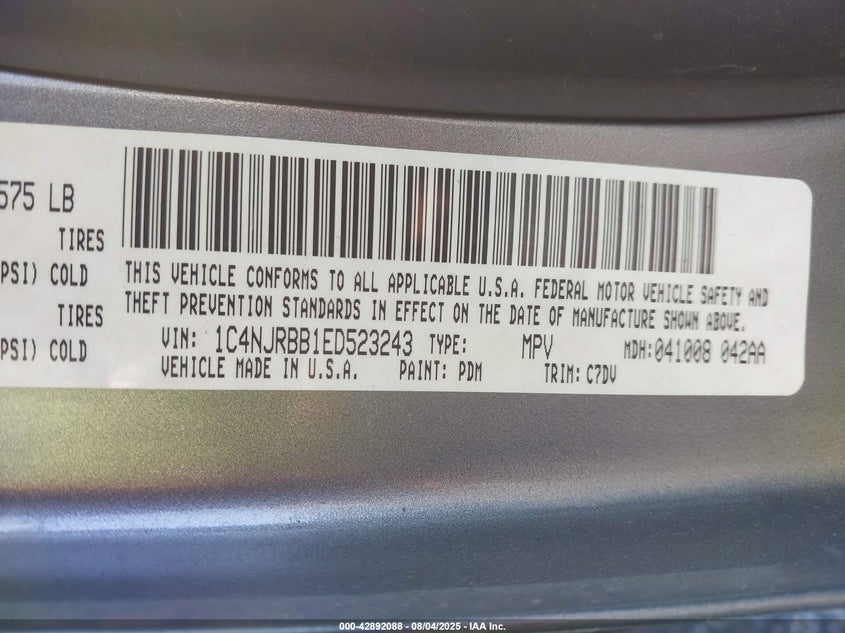 575 LB
TIRES
PSI) COLD
TIRES
PSI) COLD
THIS VEHICLE CONFORMS TO ALL APPLICABLE U.S.A. FEDERAL MOTOR VEHICLE SAFETY AND
THEFT PREVENTION STANDARDS IN EFFECT ON THE DATE OF MANUFACTURE SHOWN ABOVE.
VIN: 1C4NJRBB1ED523243 TYPE: MPV MDH:041008 042AA
VEHICLE MADE IN U.S.A. PAINT: PDM TRIM: C7DV
000-42892088 - 08/04/2025 - IAA Inc.